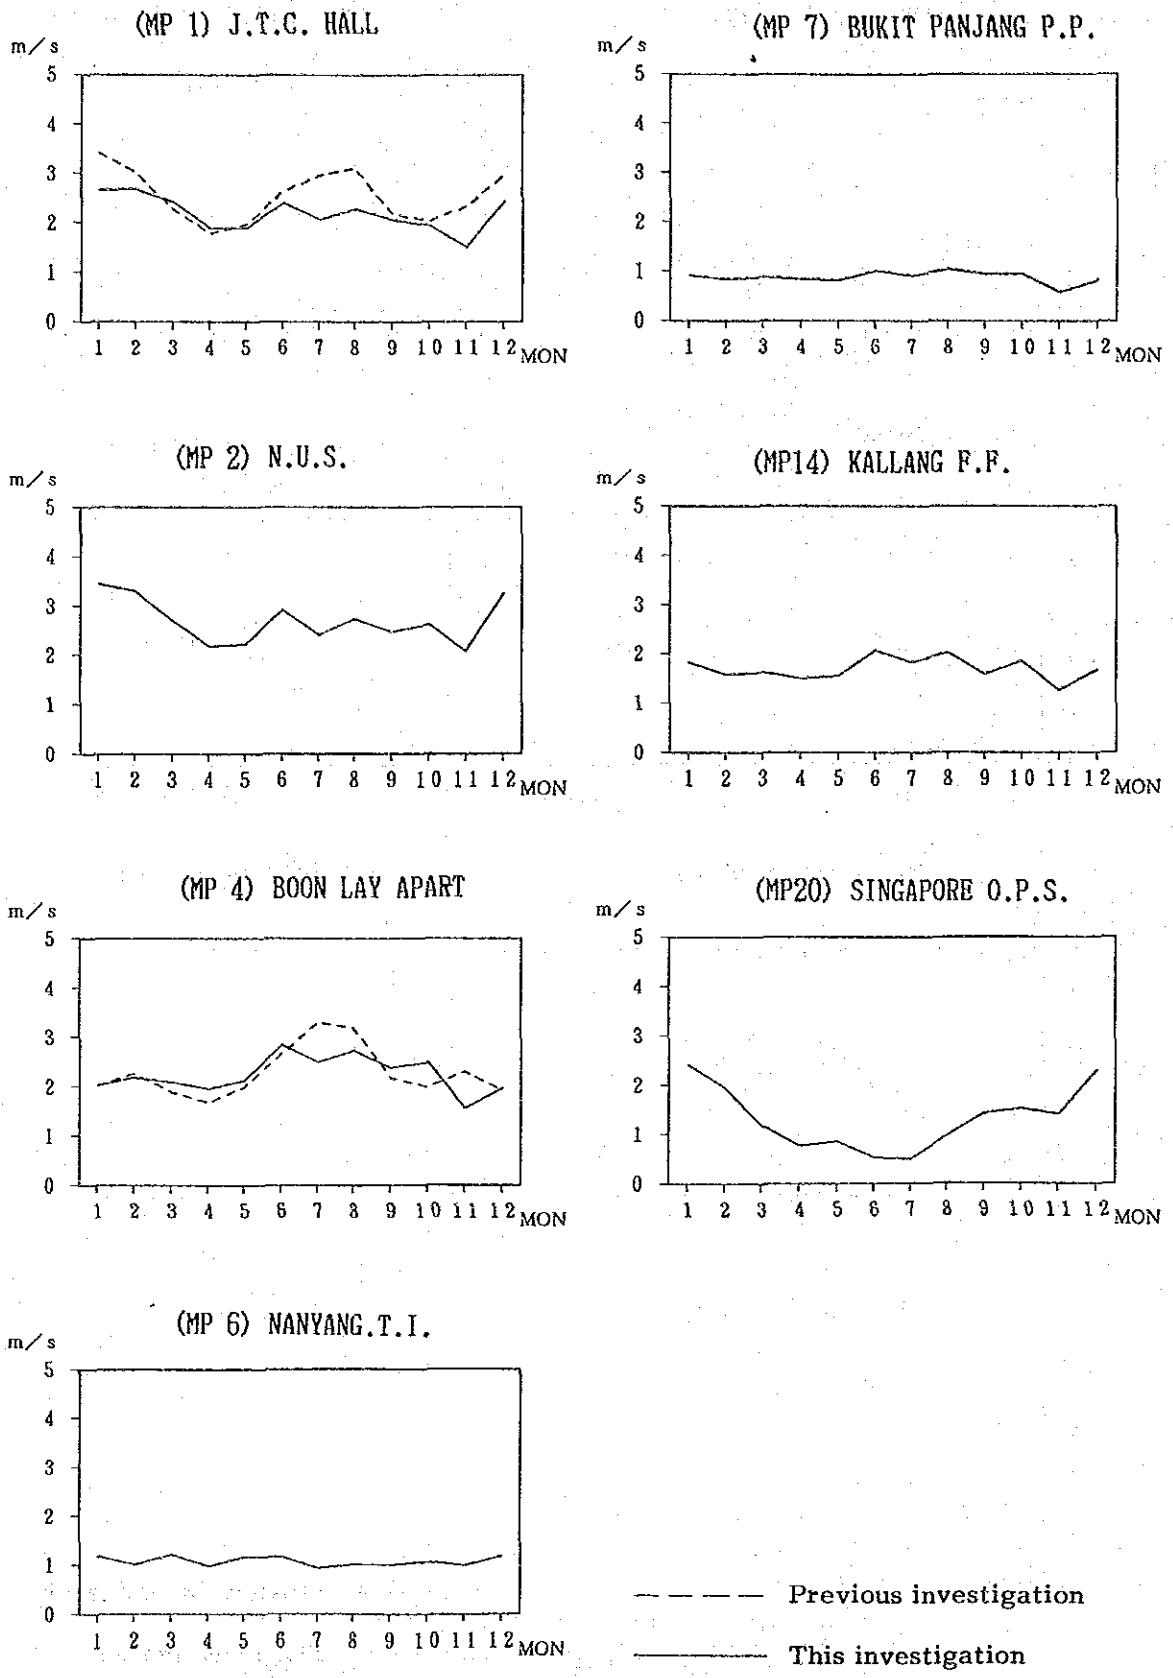 (MP 1) J.T.C. HALL
m/s
5
4
3
2
1
0
1 2 3 4 5 6 7 8 9 10 11 12 MON
(MP 2) N.U.S.
m/s
5
4
3
2
1
0
1 2 3 4 5 6 7 8 9 10 11 12 MON
(MP 4) BOON LAY APART
m/s
5
4
3
2
1
0
1 2 3 4 5 6 7 8 9 10 11 12 MON
(MP 6) NANYANG.T.I.
m/s
5
4
3
2
1
0
1 2 3 4 5 6 7 8 9 10 11 12 MON
(MP 7) BUKIT PANJANG P.P.
m/s
5
4
3
2
1
0
1 2 3 4 5 6 7 8 9 10 11 12 MON
(MP14) KALLANG F.F.
m/s
5
4
3
2
1
0
1 2 3 4 5 6 7 8 9 10 11 12 MON
(MP20) SINGAPORE O.P.S.
m/s
5
4
3
2
1
0
1 2 3 4 5 6 7 8 9 10 11 12 MON
Previous investigation
This investigation